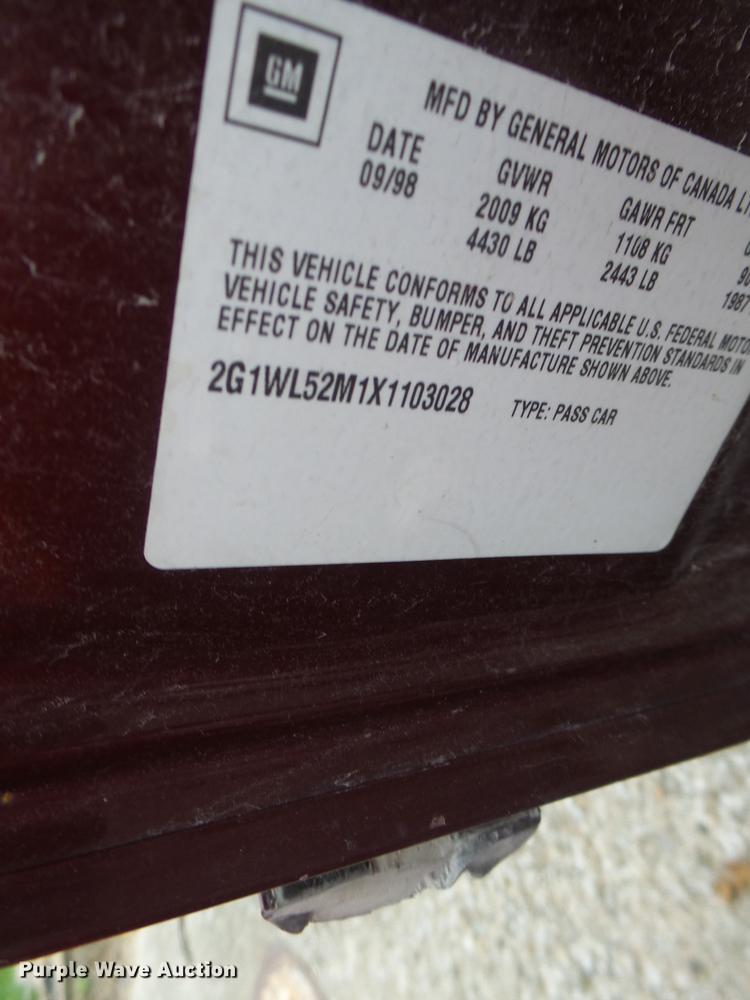 GM
MFD BY GENERAL MOTORS OF CANADA
DATE GVWR GAWR FRT
09/98 2009 KG 1108 KG
4430 LB 2443 LB
THIS VEHICLE CONFORMS TO ALL APPLICABLE U.S. FEDERAL
VEHICLE SAFETY, BUMPER, AND THEFT PREVENTION STANDARDS IN
EFFECT ON THE DATE OF MANUFACTURE SHOWN ABOVE.
2G1WL52M1X1103028 TYPE: PASS CAR
Purple Wave Auction